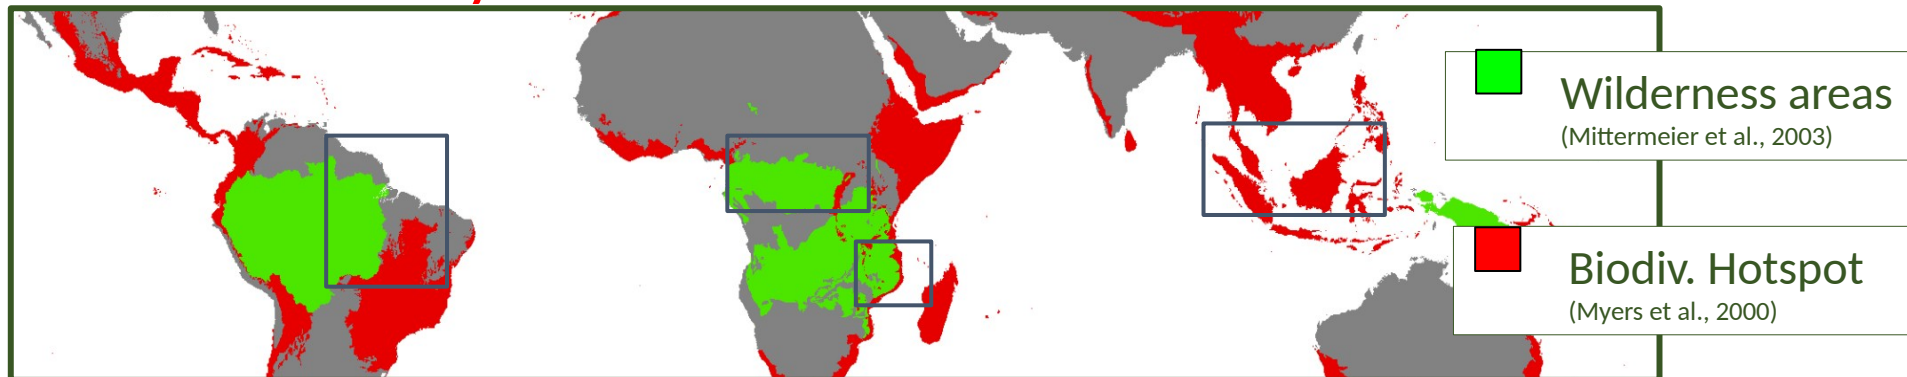 Wilderness areas
(Mittermeier et al., 2003)
Biodiv. Hotspot
(Myers et al., 2000)